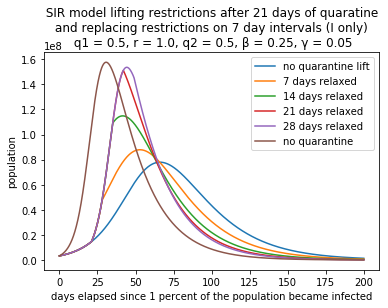 SIR model lifting restrictions after 21 days of quaratine
and replacing restrictions on 7 day intervals (I only)
q1 = 0.5, r = 1.0, q2 = 0.5, β = 0.25, γ = 0.05
1e8
1.6
1.4
1.2
1.0
0.8
0.6
0.4
0.2
0.0
population
no quarantine lift
7 days relaxed
14 days relaxed
21 days relaxed
28 days relaxed
no quarantine
0 25 50 75 100 125 150 175 200
days elapsed since 1 percent of the population became infected